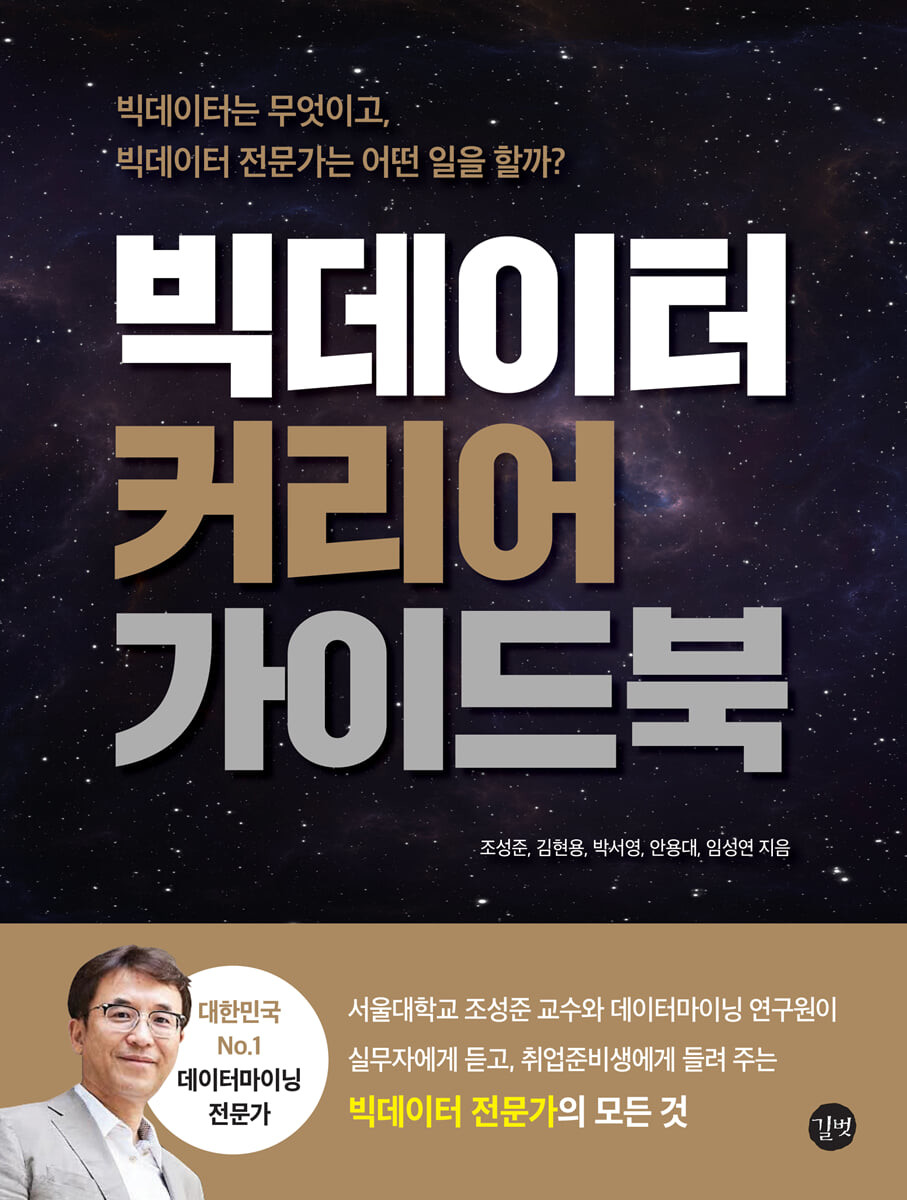 빅데이터는 무엇이고,
빅데이터 전문가는 어떤 일을 할까?
빅데이터
커리어
가이드북
조성준, 김현용, 박서영, 안용대, 임성연 지음
대한민국
No.1
데이터마이닝
전문가
서울대학교 조성준 교수와 데이터마이닝 연구원이
실무자에게 듣고, 취업준비생에게 들려 주는
빅데이터 전문가의 모든 것
길벗